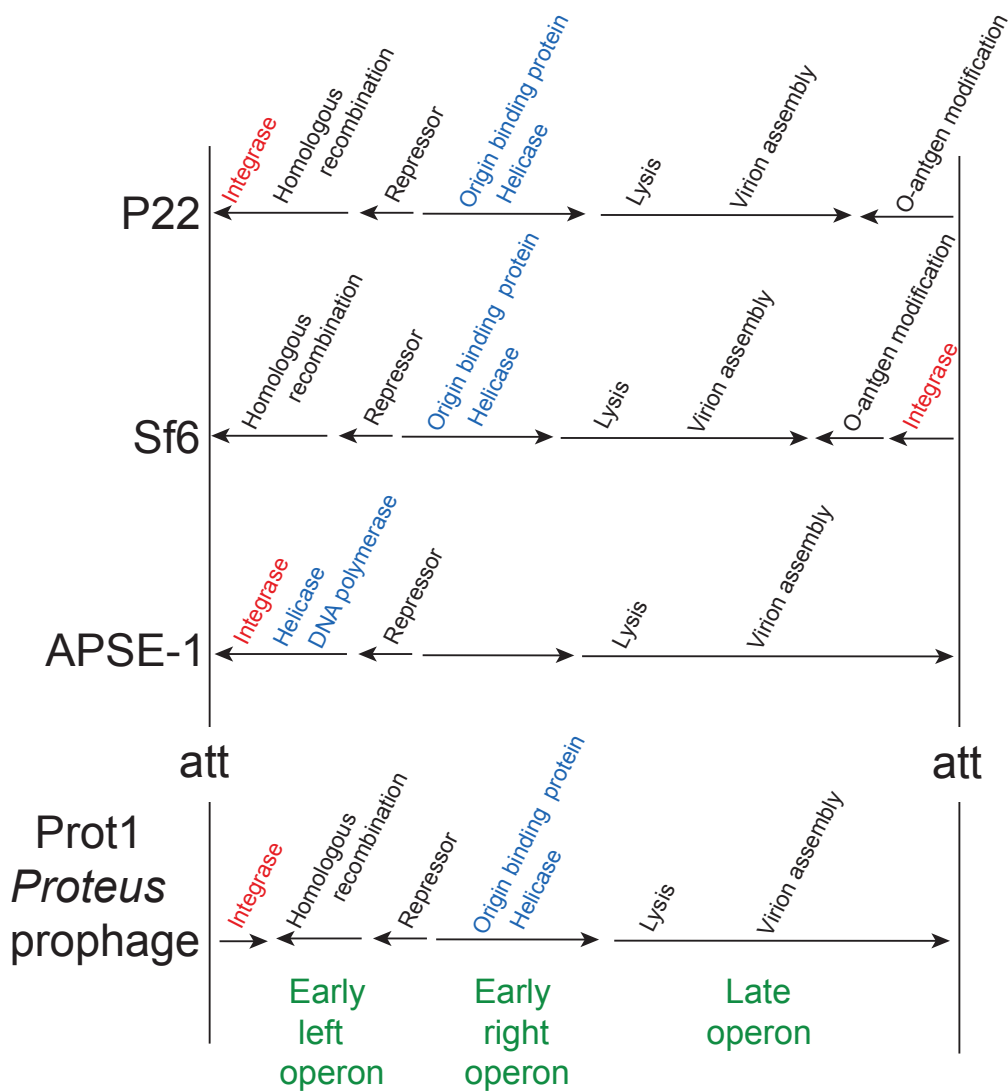 Integrase
Homologous
recombination
Repressor
Origin binding protein
Helicase
Lysis
Virion assembly
O-antgen modification
P22
Homologous
recombination
Repressor
Origin binding protein
Helicase
Lysis
Virion assembly
O-antgen modification
Integrase
Sf6
Integrase
Helicase
DNA polymerase
Repressor
Lysis
Virion assembly
APSE-1
att
att
Prot1
Proteus
prophage
Integrase
Homologous
recombination
Repressor
Origin binding protein
Helicase
Lysis
Virion assembly
Early
left
operon
Early
right
operon
Late
operon